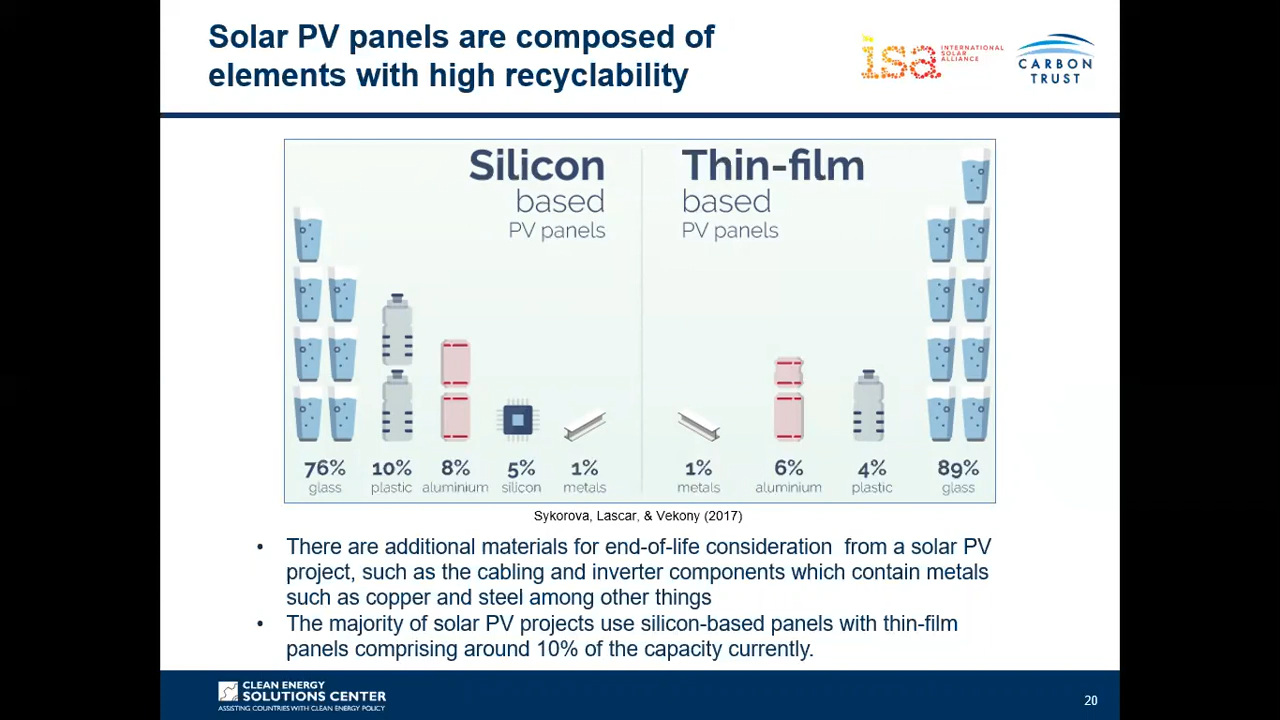 Solar PV panels are composed of
elements with high recyclability
isa INTERNATIONAL
SOLAR
ALLIANCE
CARBON
TRUST
Silicon
based
PV panels
Thin-film
based
PV panels
76% 10% 8% 5% 1% 1% 6% 4% 89%
glass plastic aluminium silicon metals metals aluminium plastic glass
Sykorova, Lascar, & Vekony (2017)
• There are additional materials for end-of-life consideration from a solar PV
project, such as the cabling and inverter components which contain metals
such as copper and steel among other things
• The majority of solar PV projects use silicon-based panels with thin-film
panels comprising around 10% of the capacity currently.
CLEAN ENERGY
SOLUTIONS CENTER
ASSISTING COUNTRIES WITH CLEAN ENERGY POLICY
20